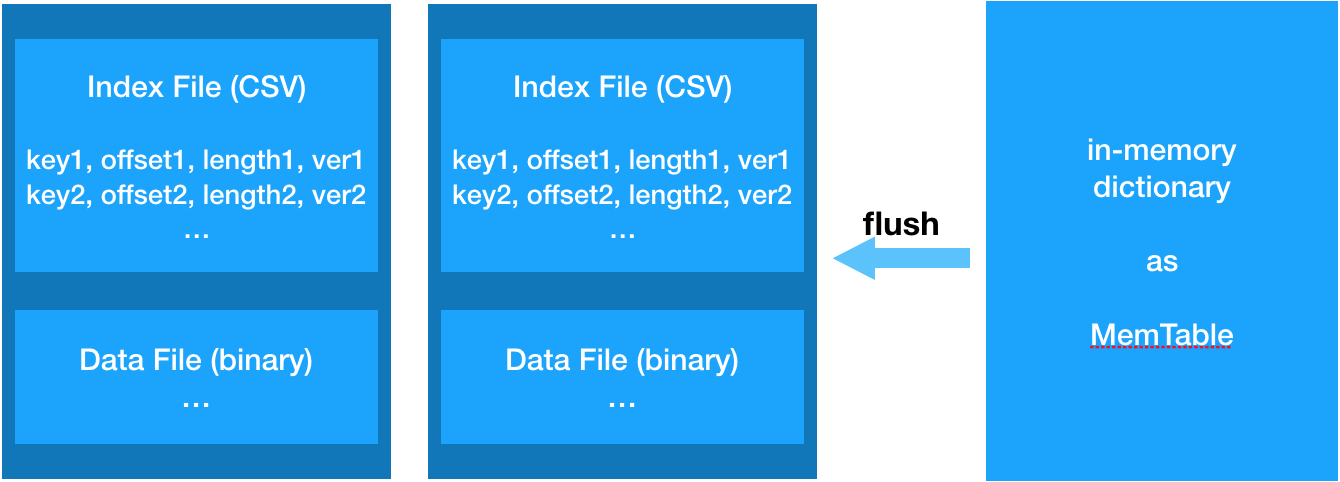 Index File (CSV)
key1, offset1, length1, ver1
key2, offset2, length2, ver2
...
Data File (binary)
...
Index File (CSV)
key1, offset1, length1, ver1
key2, offset2, length2, ver2
...
Data File (binary)
...
flush
in-memory
dictionary
as
MemTable